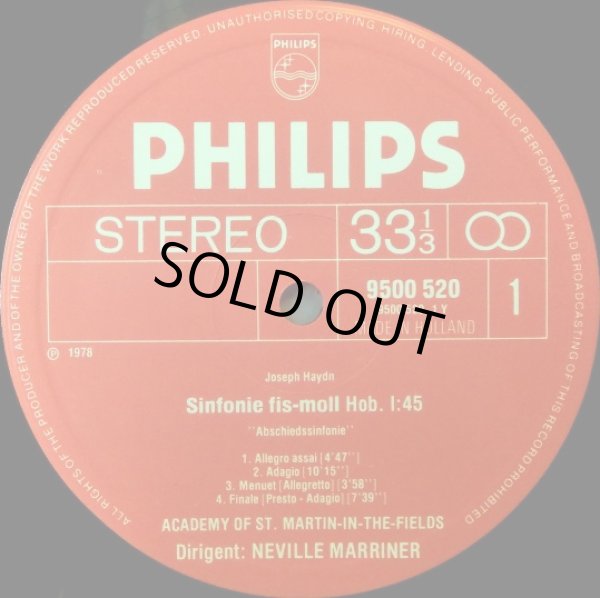 ALL RIGHTS OF THE PRODUCER AND OF THE OWNER OF THE WORK REPRODUCED RESERVED. UNAUTHORISED COPYING, HIRING, LENDING, PUBLIC PERFORMANCE AND BROADCASTING OF THIS RECORD PROHIBITED
PHILIPS
PHILIPS
STEREO
33 1/3
9500 520
1
HOLLAND
SOLD OUT
℗ 1978
Joseph Haydn
Sinfonie fis-moll Hob. I:45
"Abschiedssinfonie"
1. Allegro assai [4'47'']
2. Adagio [10'15'']
3. Menuet [Allegretto] [3'58'']
4. Finale [Presto - Adagio] [7'39'']
ACADEMY OF ST. MARTIN-IN-THE-FIELDS
Dirigent: NEVILLE MARRINER